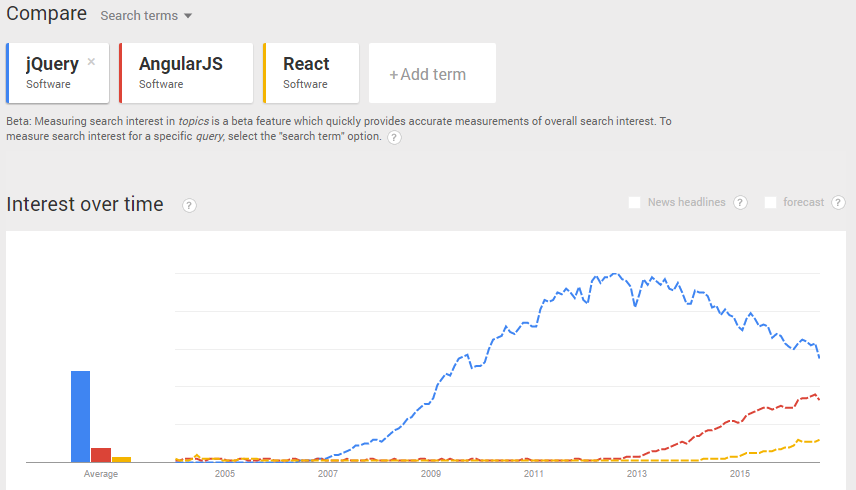 Compare Search terms
jQuery ×
Software
AngularJS
Software
React
Software
+Add term
Beta: Measuring search interest in topics is a beta feature which quickly provides accurate measurements of overall search interest. To
measure search interest for a specific query, select the "search term" option. ?
Interest over time ?
News headlines ? forecast ?
Average 2005 2007 2009 2011 2013 2015